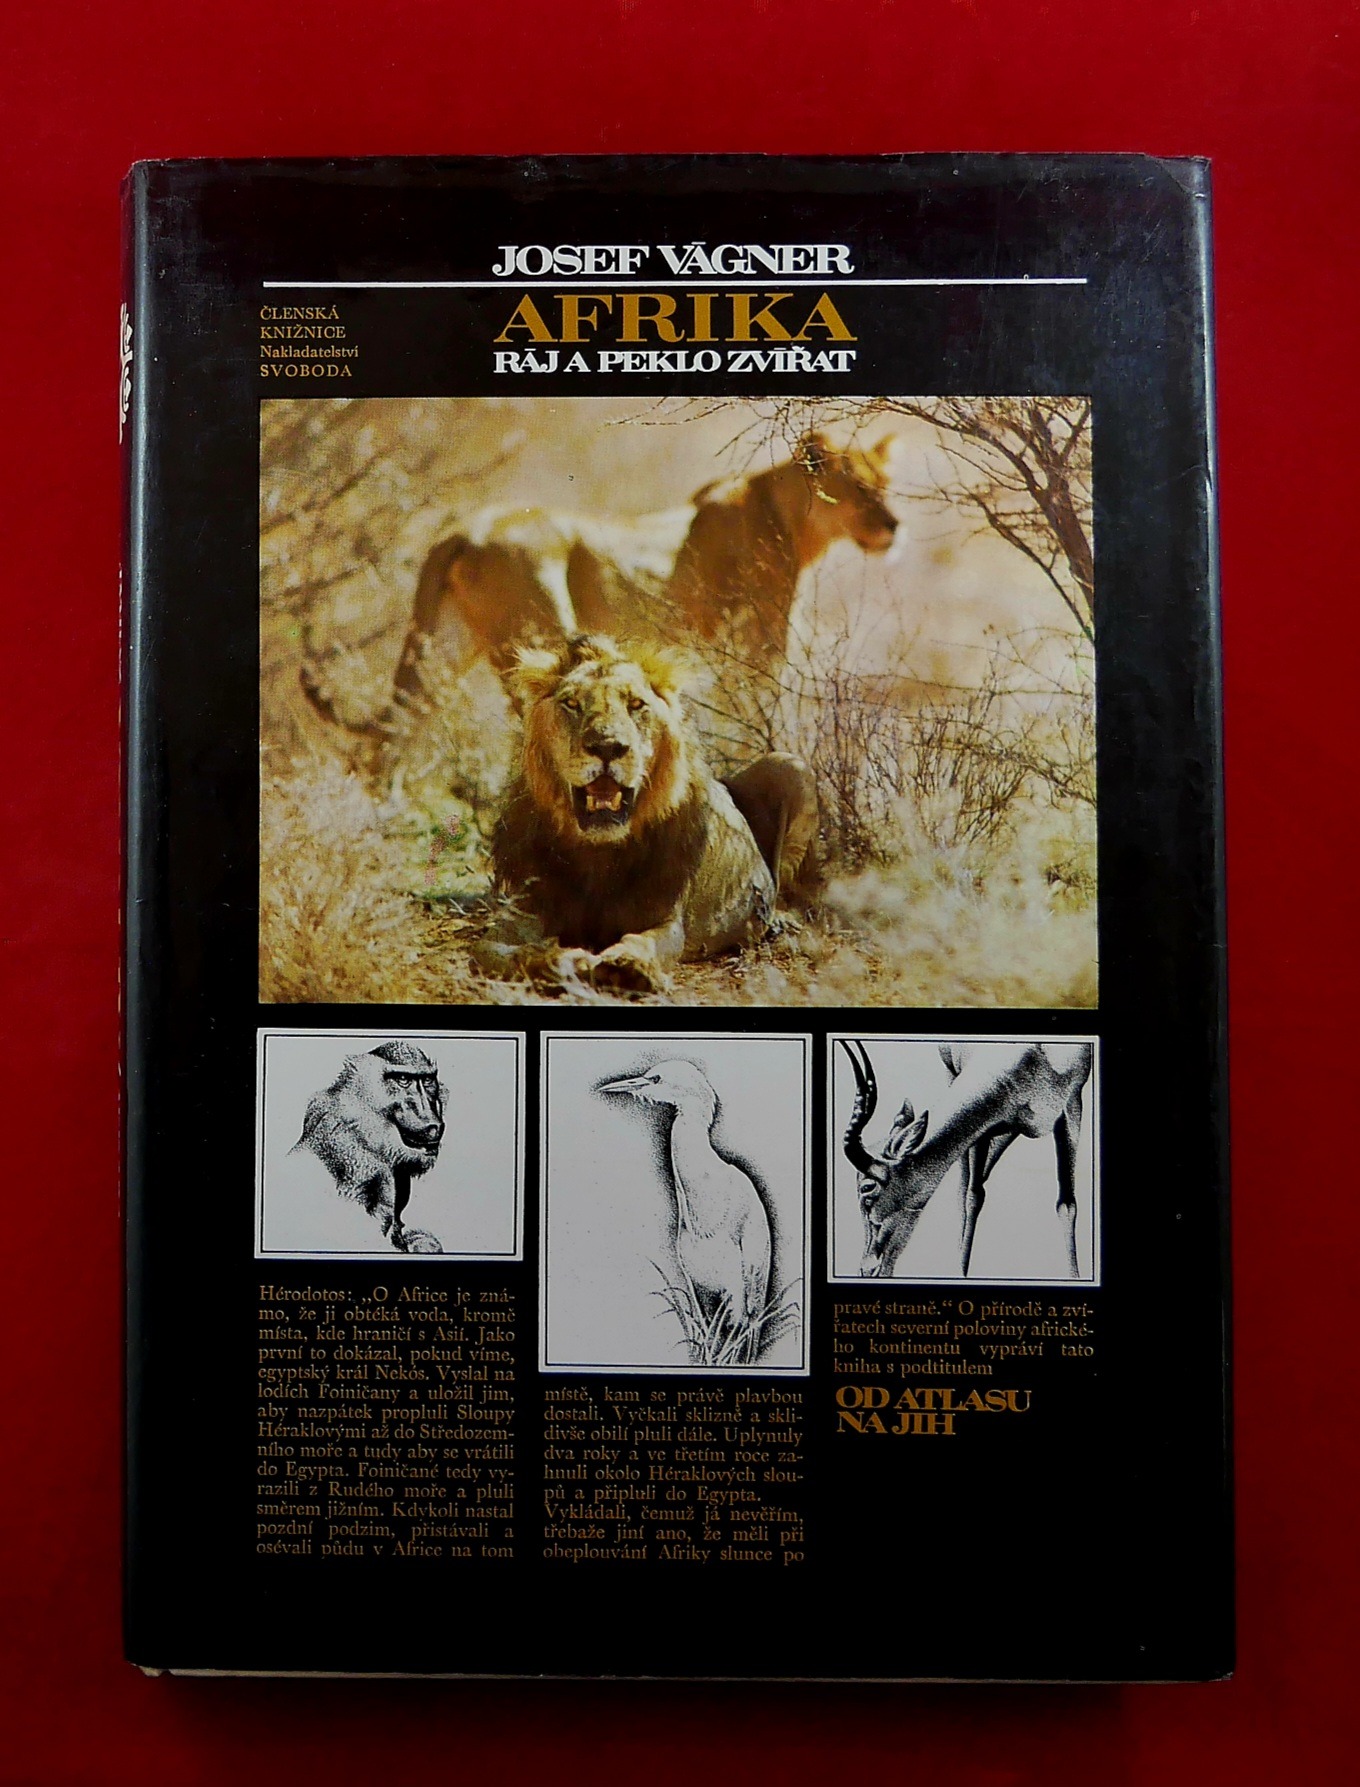 JOSEF VÁGNER
ČLENSKÁ
KNIŽNICE
Nakladatelství
SVOBODA
AFRIKA
RÁJ A PEKLO ZVÍŘAT
Hérodotos: „O Africe je zná-
mo, že ji obtéká voda, kromě
místa, kde hraničí s Asií. Jako
první to dokázal, pokud víme,
egyptský král Nekós. Vyslal na
lodích Foiničany a uložil jim,
aby nazpátek propluli Sloupy
Héraklovými až do Středozem-
ního moře a tudy aby se vrátili
do Egypta. Foiničané tedy vy-
razili z Rudého moře a pluli
směrem jižním. Kdykoli nastal
pozdní podzim, přistávali a
osévali půdu v Africe na tom
místě, kam se právě plavbou
dostali. Vyčkali sklizně a skli-
divše obilí pluli dále. Uplynuly
dva roky a ve třetím roce za-
hnuli okolo Héraklových slou-
pů a připluli do Egypta.
Vykládali, čemuž já nevěřím,
třebaže jiní ano, že měli při
obeplouvání Afriky slunce po
pravé straně.“ O přírodě a zví-
řatech severní poloviny africké-
ho kontinentu vypráví tato
kniha s podtitulem
OD ATLASU
NA JIH